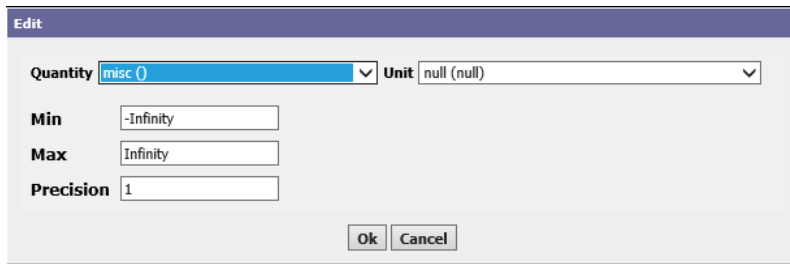 Edit
Quantity misc () Unit null (null)
Min -Infinity
Max Infinity
Precision 1
Ok Cancel